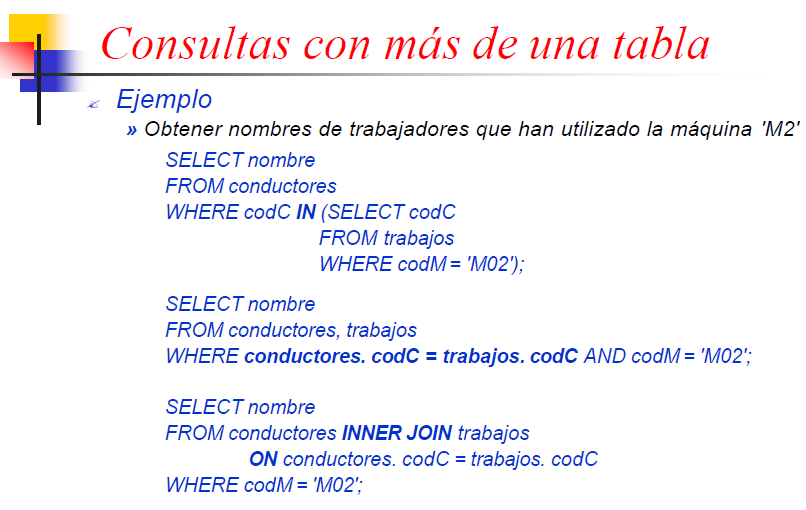 Consultas con más de una tabla
Ejemplo
» Obtener nombres de trabajadores que han utilizado la máquina 'M2'
SELECT nombre
FROM conductores
WHERE codC IN (SELECT codC
FROM trabajos
WHERE codM = 'M02');
SELECT nombre
FROM conductores, trabajos
WHERE conductores. codC = trabajos. codC AND codM = 'M02';
SELECT nombre
FROM conductores INNER JOIN trabajos
ON conductores. codC = trabajos. codC
WHERE codM = 'M02';